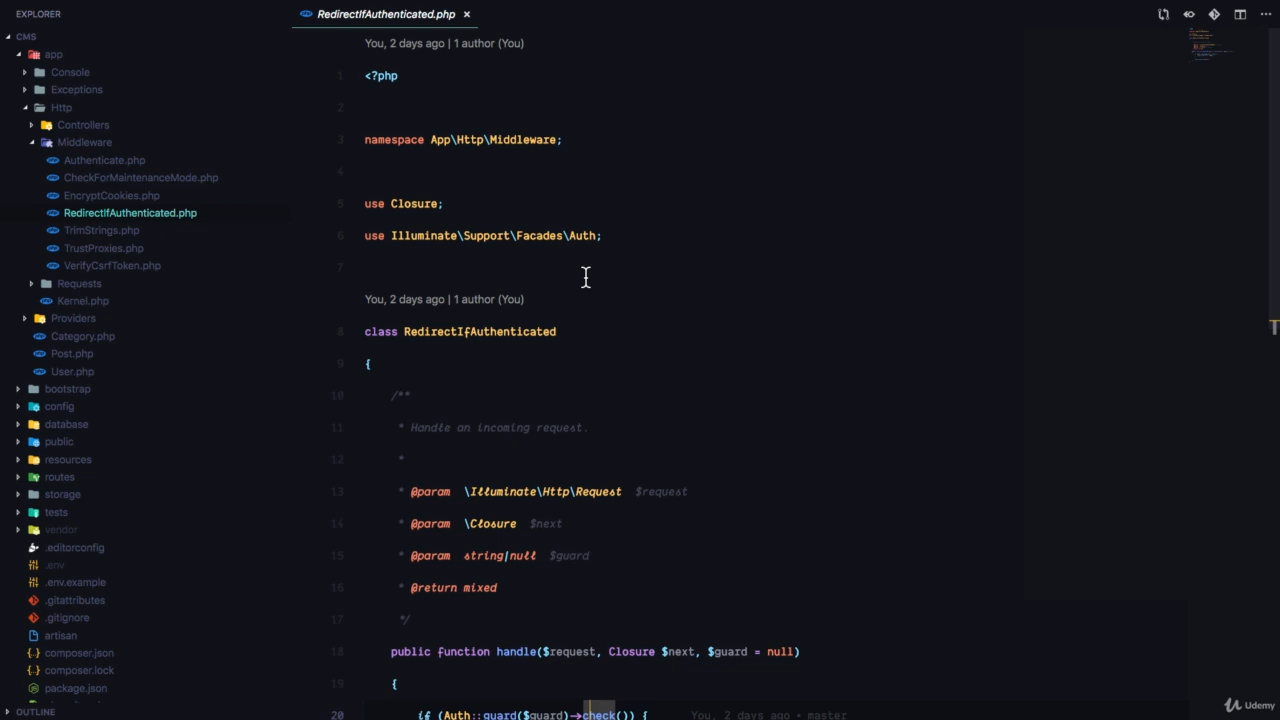 EXPLORER
CMS
app
Console
Exceptions
Http
Controllers
Middleware
Authenticate.php
CheckForMaintenanceMode.php
EncryptCookies.php
RedirectIfAuthenticated.php
TrimStrings.php
TrustProxies.php
VerifyCsrfToken.php
Requests
Kernel.php
Providers
Category.php
Post.php
User.php
bootstrap
config
database
public
resources
routes
storage
tests
vendor
.editorconfig
.env
.env.example
.gitattributes
.gitignore
artisan
composer.json
composer.lock
package.json
OUTLINE
RedirectIfAuthenticated.php ×
You, 2 days ago | 1 author (You)
1 <?php
2
3 namespace App\Http\Middleware;
4
5 use Closure;
6 use Illuminate\Support\Facades\Auth;
7
You, 2 days ago | 1 author (You)
8 class RedirectIfAuthenticated
9 {
10 /**
11 * Handle an incoming request.
12 *
13 * @param \Illuminate\Http\Request $request
14 * @param \Closure $next
15 * @param string|null $guard
16 * @return mixed
17 */
18 public function handle($request, Closure $next, $guard = null)
19 {
20 if (Auth::guard($guard)->check()) { You, 2 days ago • master
Udemy